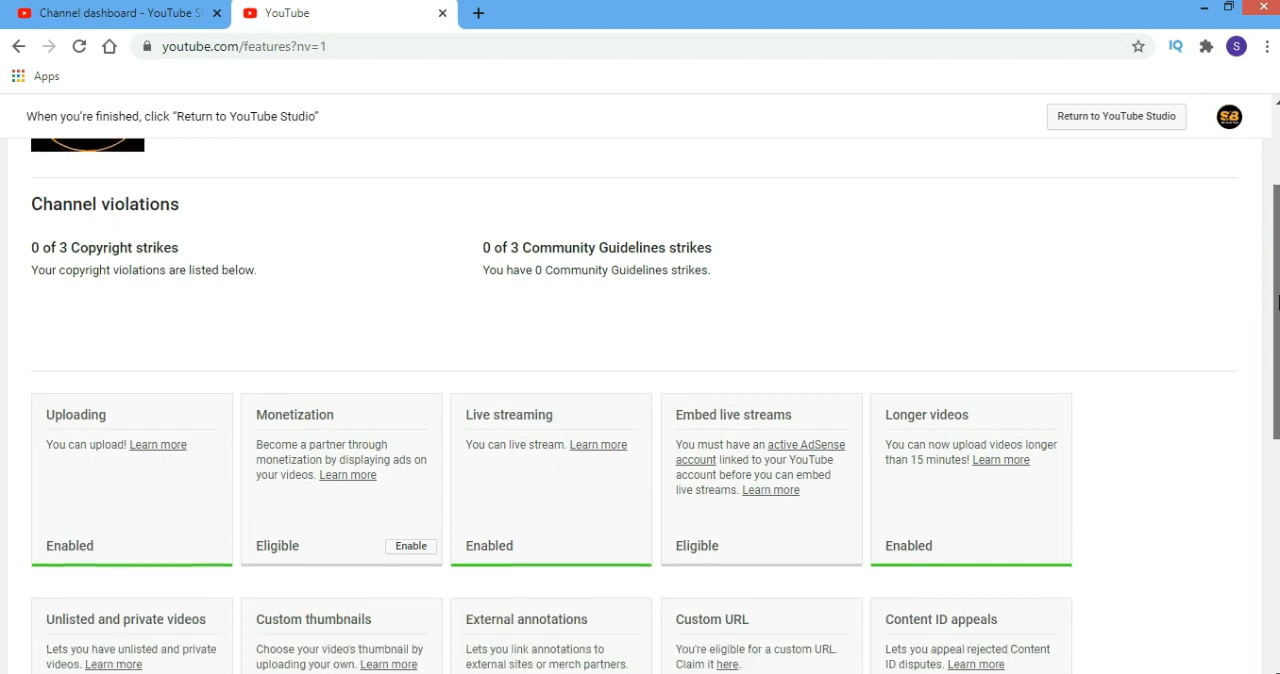 Channel dashboard - YouTube S
YouTube
youtube.com/features?nv=1
IQ
S
Apps
When you're finished, click “Return to YouTube Studio”
Return to YouTube Studio
SB
Channel violations
0 of 3 Copyright strikes
Your copyright violations are listed below.
0 of 3 Community Guidelines strikes
You have 0 Community Guidelines strikes.
Uploading
You can upload! Learn more
Enabled
Monetization
Become a partner through
monetization by displaying ads on
your videos. Learn more
Eligible
Enable
Live streaming
You can live stream. Learn more
Enabled
Embed live streams
You must have an active AdSense
account linked to your YouTube
account before you can embed
live streams. Learn more
Eligible
Longer videos
You can now upload videos longer
than 15 minutes! Learn more
Enabled
Unlisted and private videos
Lets you have unlisted and private
videos. Learn more
Custom thumbnails
Choose your video's thumbnail by
uploading your own. Learn more
External annotations
Lets you link annotations to
external sites or merch partners.
Custom URL
You're eligible for a custom URL.
Claim it here.
Content ID appeals
Lets you appeal rejected Content
ID disputes. Learn more